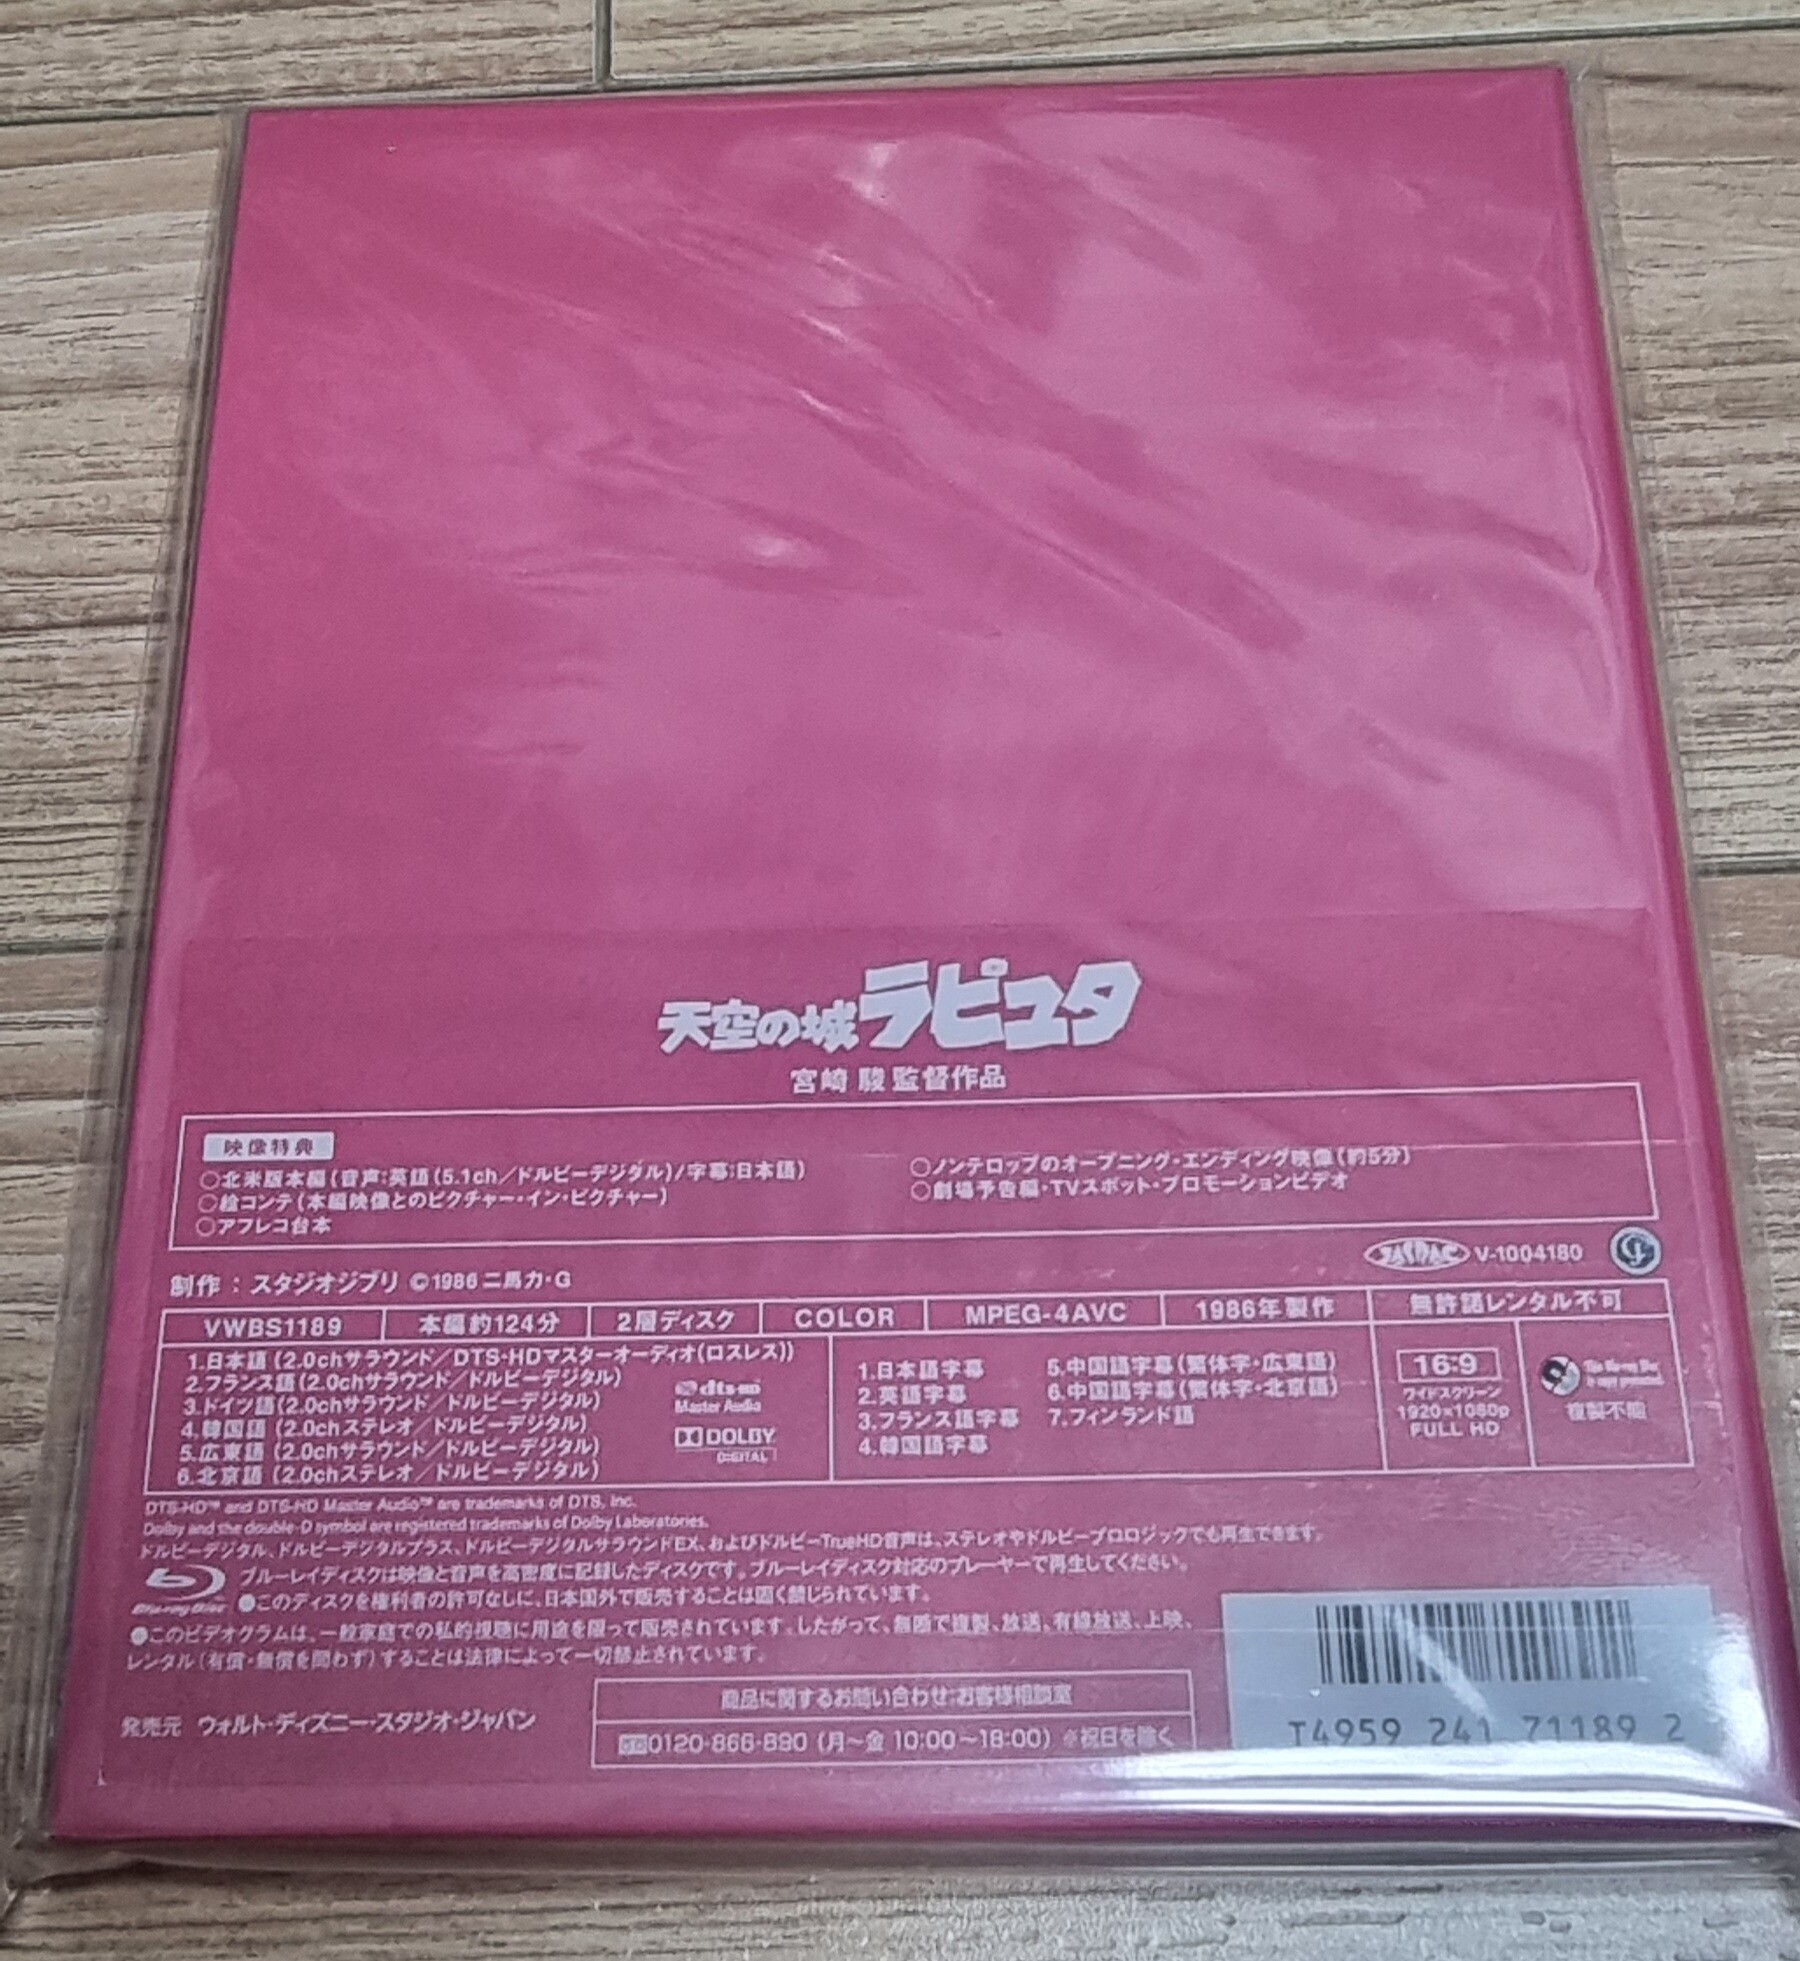 天空の城ラピュタ
宮崎 駿 監督作品
映像特典
○北米版本編(音声:英語(5.1ch／ドルビーデジタル)/字幕:日本語)
○絵コンテ(本編映像とのピクチャー・イン・ピクチャー)
○アフレコ台本
○ノンテロップのオープニング・エンディング映像(約5分)
○劇場予告編・TVスポット・プロモーションビデオ
JASRAC V-1004180
制作：スタジオジブリ ©1986 二馬力・G
VWBS1189 本編約124分 2層ディスク COLOR MPEG-4AVC 1986年製作 無許諾レンタル不可
1.日本語 (2.0chサラウンド／DTS-HDマスターオーディオ(ロスレス))
2.フランス語 (2.0chサラウンド／ドルビーデジタル)
3.ドイツ語 (2.0chサラウンド／ドルビーデジタル)
4.韓国語 (2.0chステレオ／ドルビーデジタル)
5.広東語 (2.0chサラウンド／ドルビーデジタル)
6.北京語 (2.0chステレオ／ドルビーデジタル)
dts-HD
Master Audio
DOLBY
DIGITAL
1.日本語字幕
2.英語字幕
3.フランス語字幕
4.韓国語字幕
5.中国語字幕(繁体字・広東語)
6.中国語字幕(繁体字・北京語)
7.フィンランド語
16:9
ワイドスクリーン
1920×1080p
FULL HD
複製不能
DTS-HD™ and DTS-HD Master Audio™ are trademarks of DTS, Inc.
Dolby and the double-D symbol are registered trademarks of Dolby Laboratories.
ドルビーデジタル、ドルビーデジタルプラス、ドルビーデジタルサラウンドEX、およびドルビーTrueHD音声は、ステレオやドルビープロロジックでも再生できます。
Blu-ray Disc
ブルーレイディスクは映像と音声を高密度に記録したディスクです。ブルーレイディスク対応のプレーヤーで再生してください。
●このディスクを権利者の許可なしに、日本国外で販売することは固く禁じられています。
●このビデオグラムは、一般家庭での私的視聴に用途を限って販売されています。したがって、無断で複製、放送、有線放送、上映、
レンタル(有償・無償を問わず)することは法律によって一切禁止されています。
発売元 ウォルト・ディズニー・スタジオ・ジャパン
商品に関するお問い合わせ:お客様相談室
0120-866-890 (月〜金 10:00〜18:00) ※祝日を除く
T4959 241 71189 2